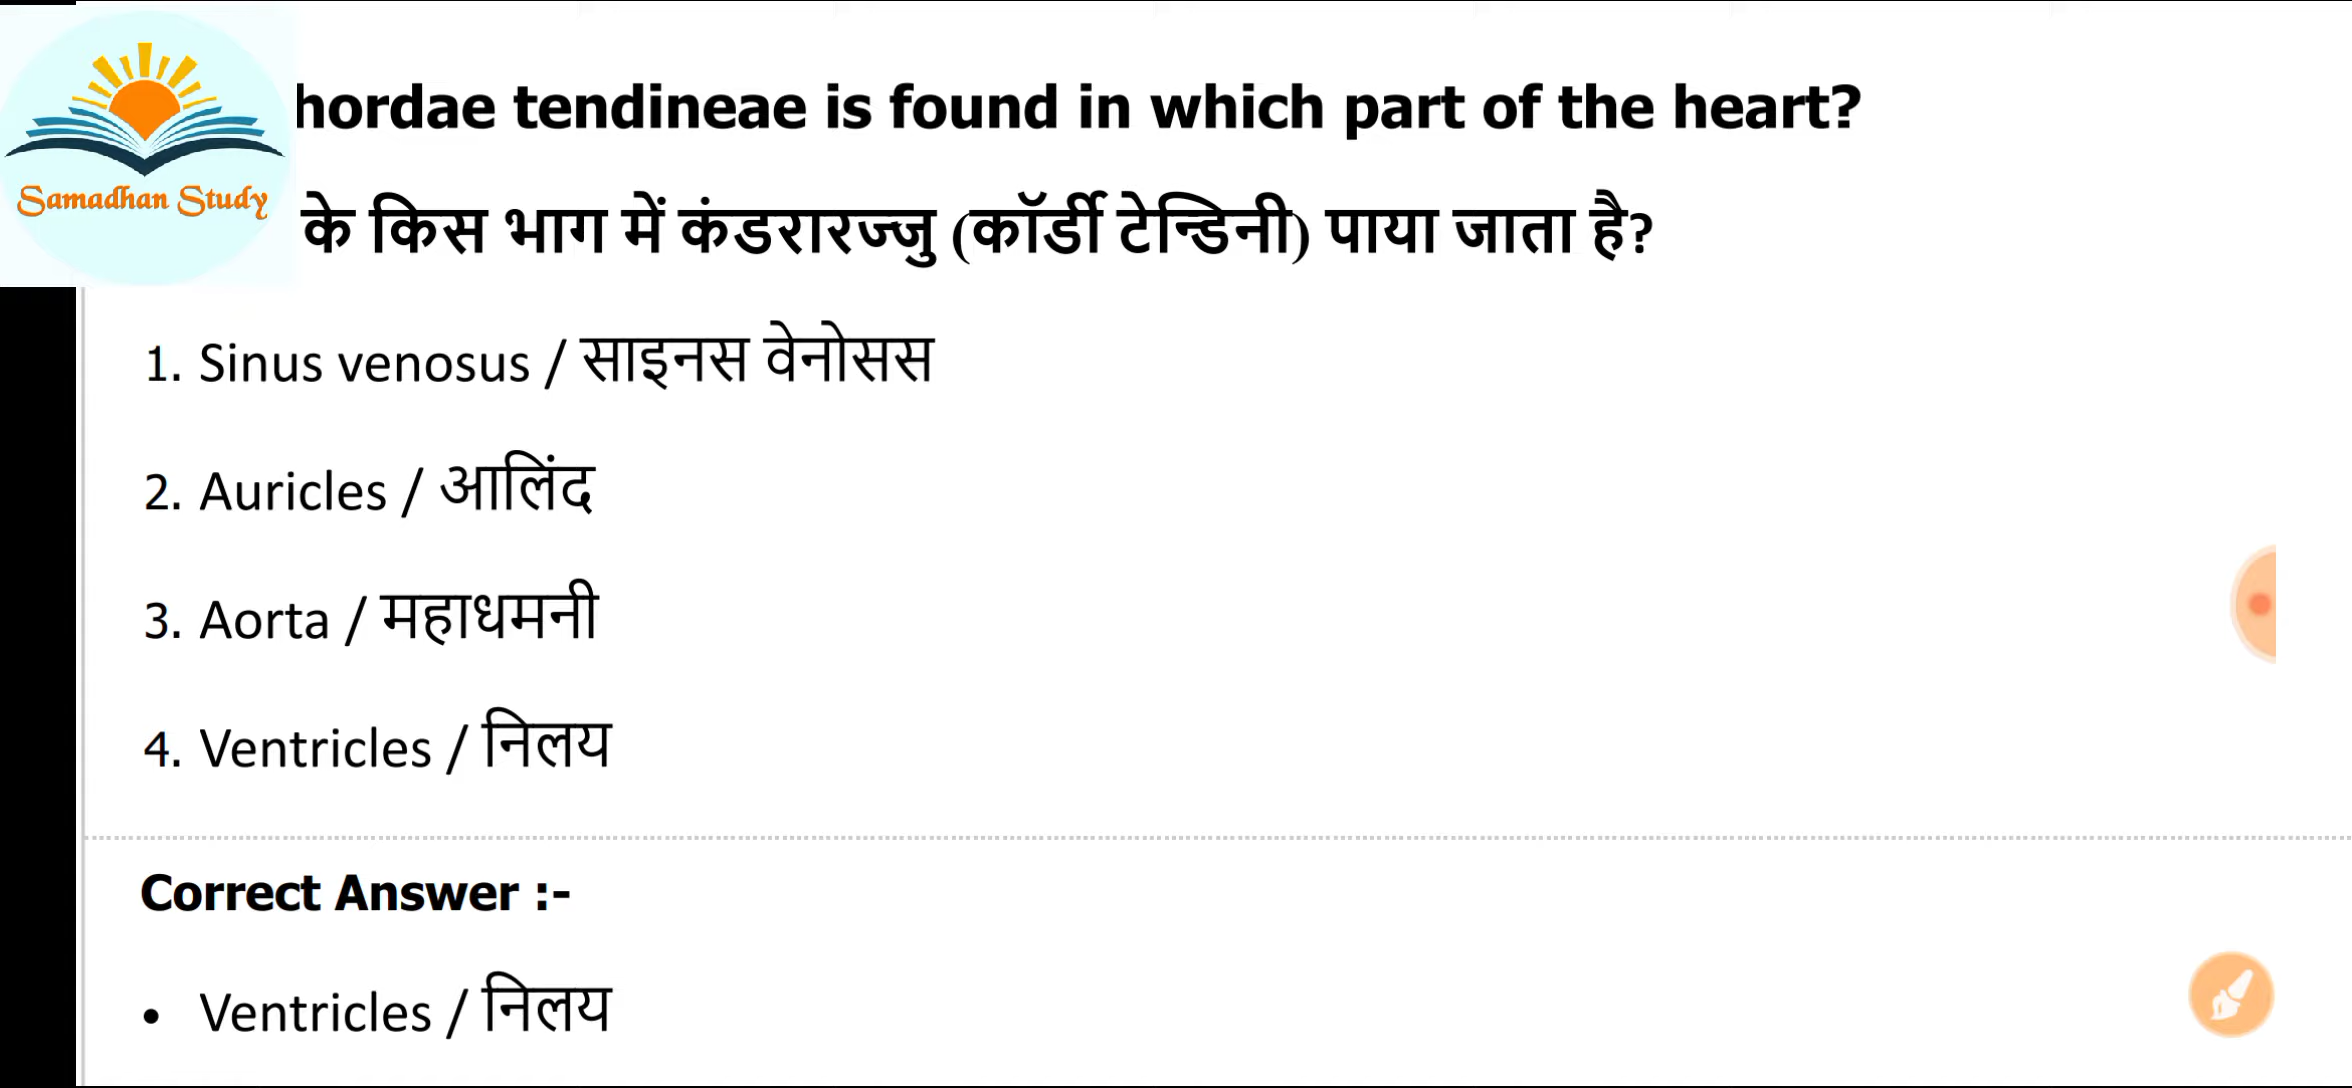 Samadhan Study
hordae tendineae is found in which part of the heart?
के किस भाग में कंडरारज्जु (कॉर्डी टेन्डिनी) पाया जाता है?
1. Sinus venosus / साइनस वेनोसस
2. Auricles / आलिंद
3. Aorta / महाधमनी
4. Ventricles / निलय
Correct Answer :-
• Ventricles / निलय